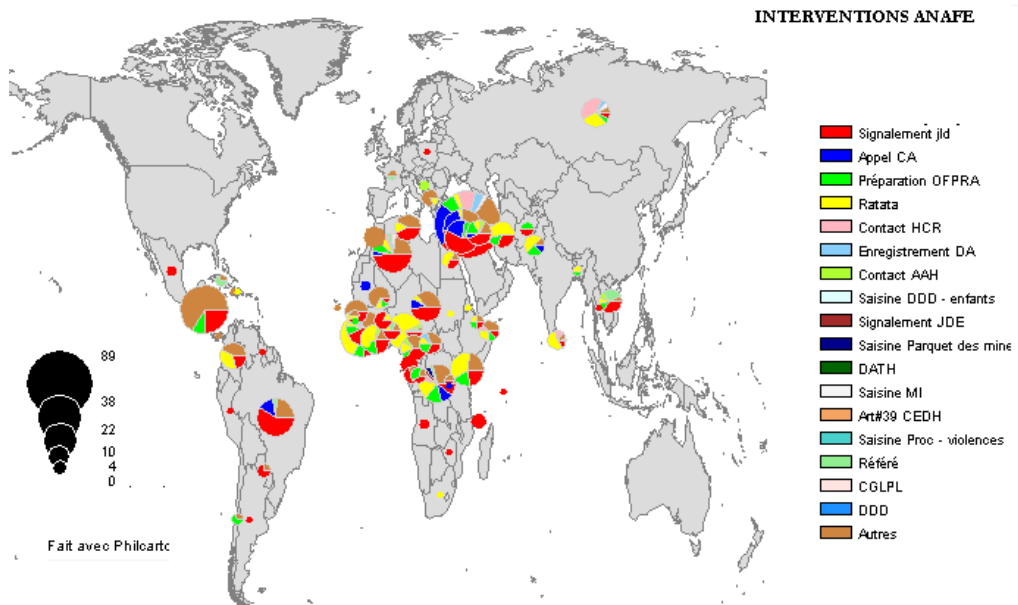 INTERVENTIONS ANAFE
Signalement jld
Appel CA
Préparation OFPRA
Ratata
Contact HCR
Enregistrement DA
Contact AAH
Saisine DDD - enfants
Signalement JDE
Saisine Parquet des mine
DATH
Saisine MI
Art#39 CEDH
Saisine Proc - violences
Référé
CGLPL
DDD
Autres
89
38
22
10
4
0
Fait avec Philcarto